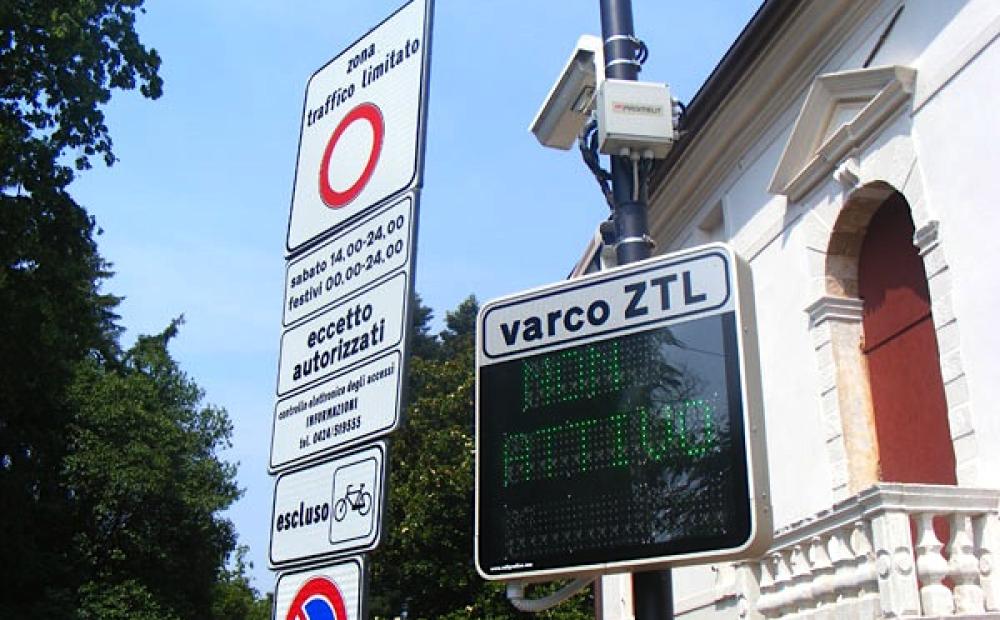 zona
traffico limitato
sabato 14.00-24.00
festivi 00.00-24.00
eccetto
autorizzati
controllo elettronico degli accessi
INFORMAZIONI
tel. 0424/519555
escluso
varco ZTL
NON
ATTIVO